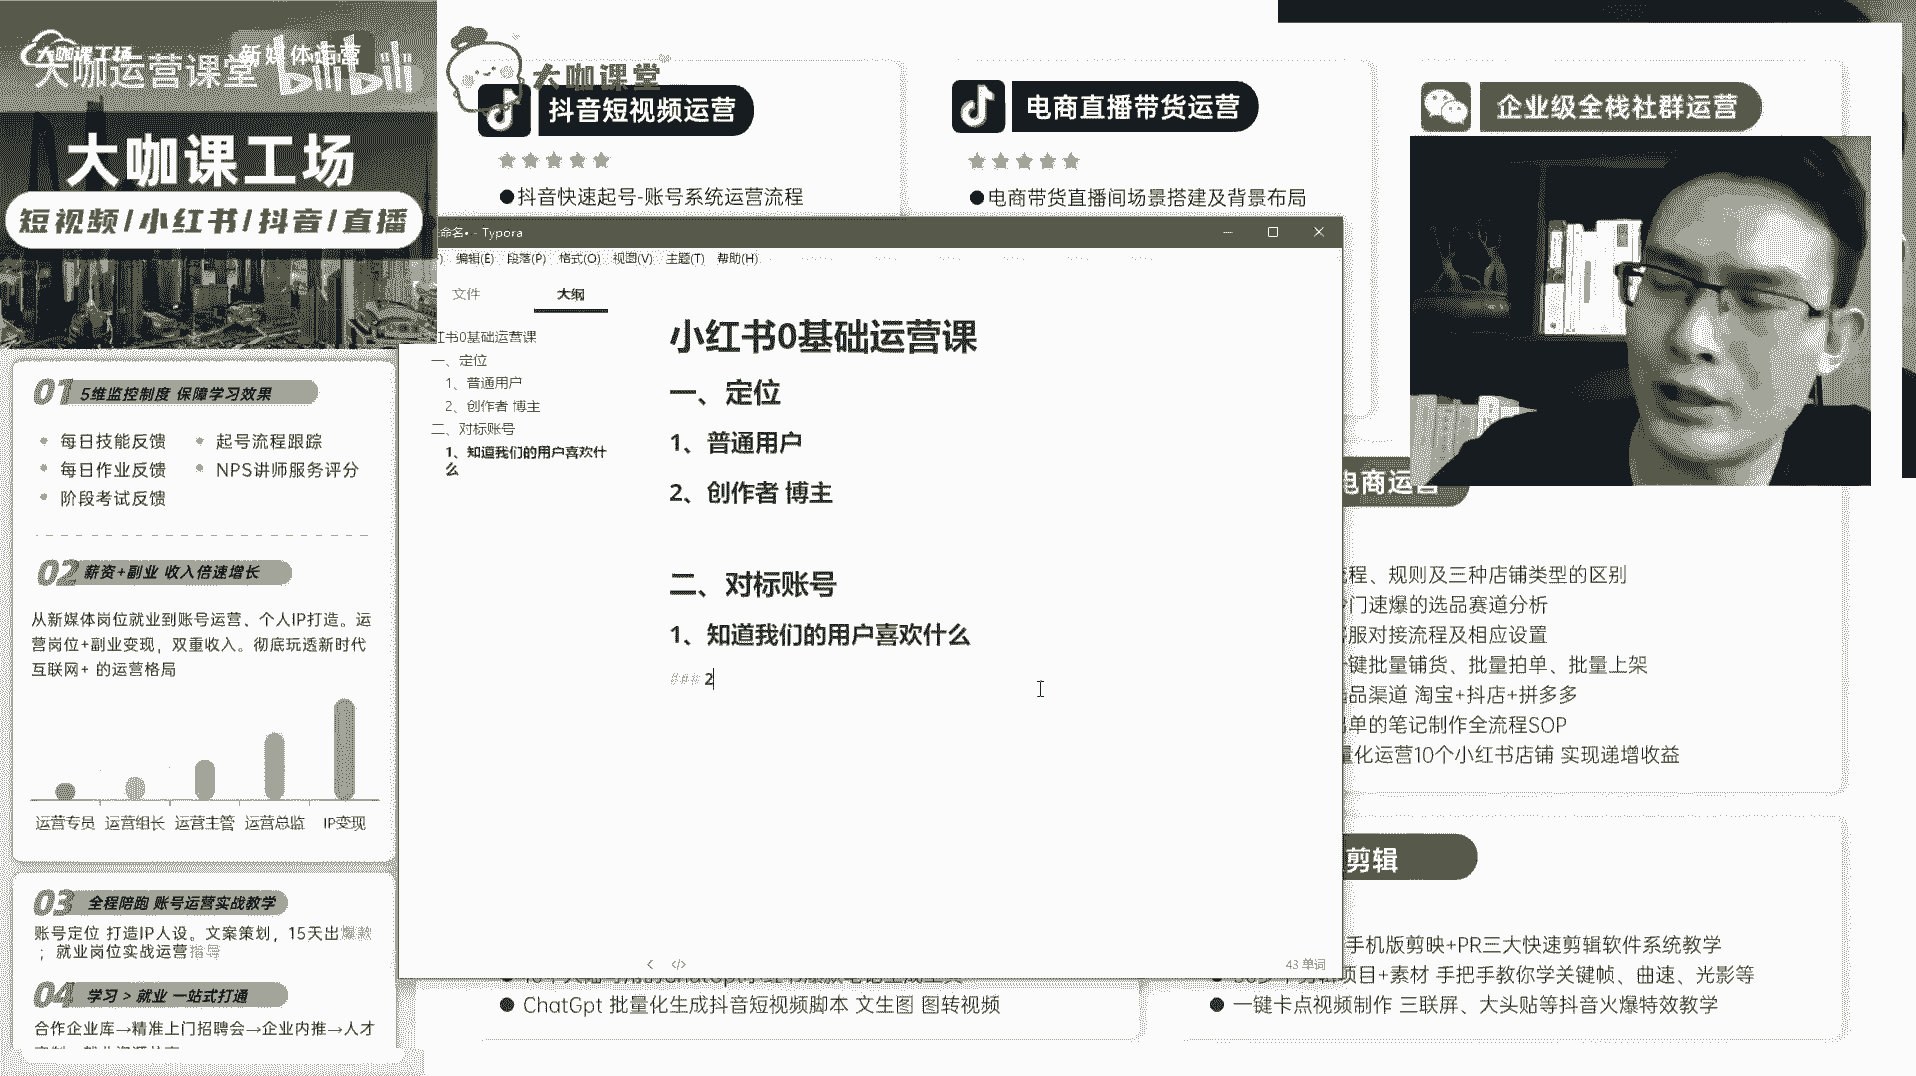 大咖课工场
新媒体运营
大咖运营课堂 bilibili
大咖课工场
短视频/小红书/抖音/直播
01 5维监控制度 保障学习效果
每日技能反馈
起号流程跟踪
每日作业反馈
NPS讲师服务评分
阶段考试反馈
02 薪资+副业 收入倍速增长
从新媒体岗位就业到账号运营、个人IP打造。运
营岗位+副业变现，双重收入。彻底玩透新时代
互联网+ 的运营格局
运营专员 运营组长 运营主管 运营总监 IP变现
03 全程陪跑 账号运营实战教学
账号定位 打造IP人设。文案策划，15天出爆款
；就业岗位实战运营指导
04 学习 > 就业 一站式打通
合作企业库→精准上门招聘会→企业内推→人才
大咖课堂
抖音短视频运营
●抖音快速起号-账号系统运营流程
电商直播带货运营
●电商带货直播间场景搭建及背景布局
企业级全栈社群运营
命名• - Typora
编辑(E) 段落(P) 格式(O) 视图(V) 主题(T) 帮助(H)
文件 大纲
红书0基础运营课
一、定位
1、普通用户
2、创作者 博主
二、对标账号
1、知道我们的用户喜欢什
么
小红书0基础运营课
一、定位
1、普通用户
2、创作者 博主
二、对标账号
1、知道我们的用户喜欢什么
### 2
43 单词
电商运营
程、规则及三种店铺类型的区别
门速爆的选品赛道分析
服对接流程及相应设置
键批量铺货、批量拍单、批量上架
品渠道 淘宝+抖店+拼多多
单的笔记制作全流程SOP
量化运营10个小红书店铺 实现递增收益
剪辑
手机版剪映+PR三大快速剪辑软件系统教学
项目+素材 手把手教你学关键帧、曲速、光影等
● 一键卡点视频制作 三联屏、大头贴等抖音火爆特效教学
● ChatGpt 批量化生成抖音短视频脚本 文生图 图转视频